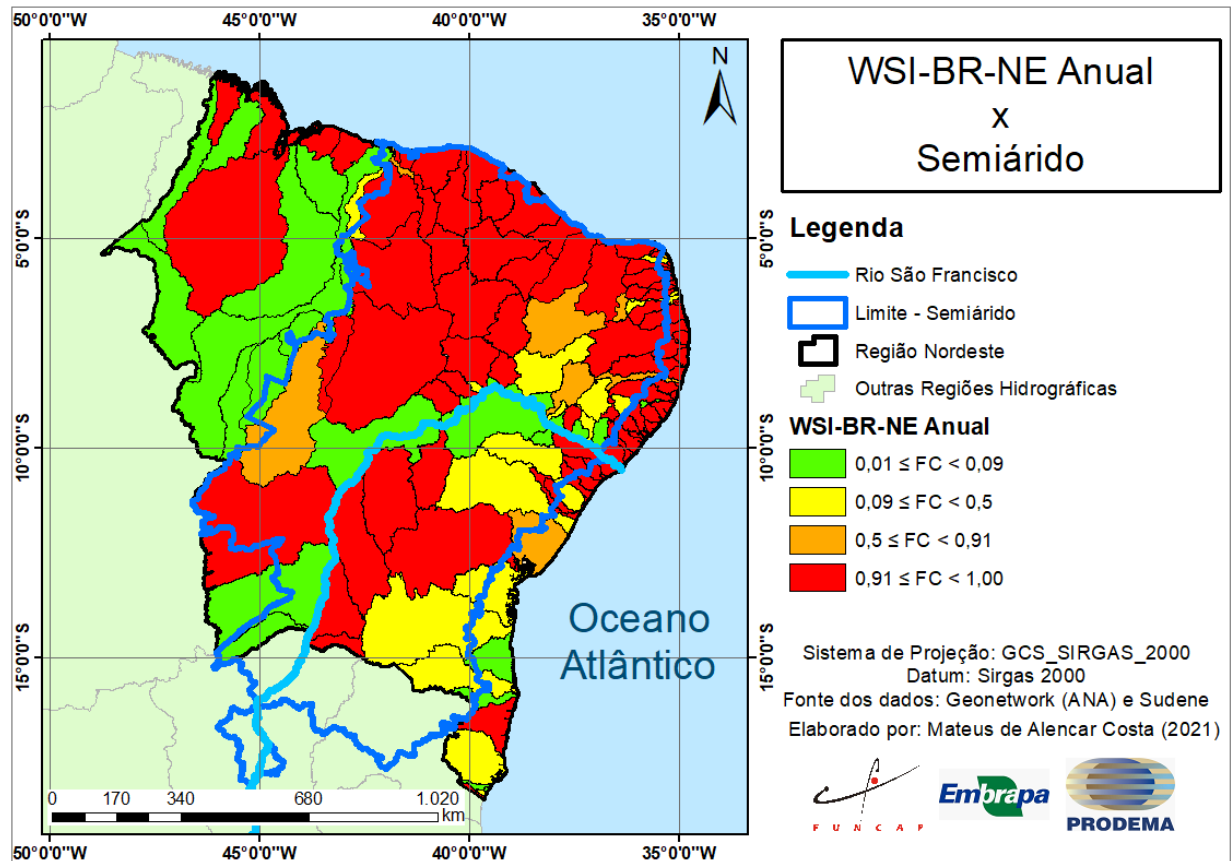 50°0'0"W 45°0'0"W 40°0'0"W 35°0'0"W
N
5°0'0"S 5°0'0"S
10°0'0"S 10°0'0"S
15°0'0"S 15°0'0"S
Oceano
Atlântico
0 170 340 680 1.020
km
50°0'0"W 45°0'0"W 40°0'0"W 35°0'0"W
WSI-BR-NE Anual
x
Semiárido
Legenda
Rio São Francisco
Limite - Semiárido
Região Nordeste
Outras Regiões Hidrográficas
WSI-BR-NE Anual
0,01 ≤ FC < 0,09
0,09 ≤ FC < 0,5
0,5 ≤ FC < 0,91
0,91 ≤ FC < 1,00
Sistema de Projeção: GCS_SIRGAS_2000
Datum: Sirgas 2000
Fonte dos dados: Geonetwork (ANA) e Sudene
Elaborado por: Mateus de Alencar Costa (2021)
FUNCAP
Embrapa
PRODEMA